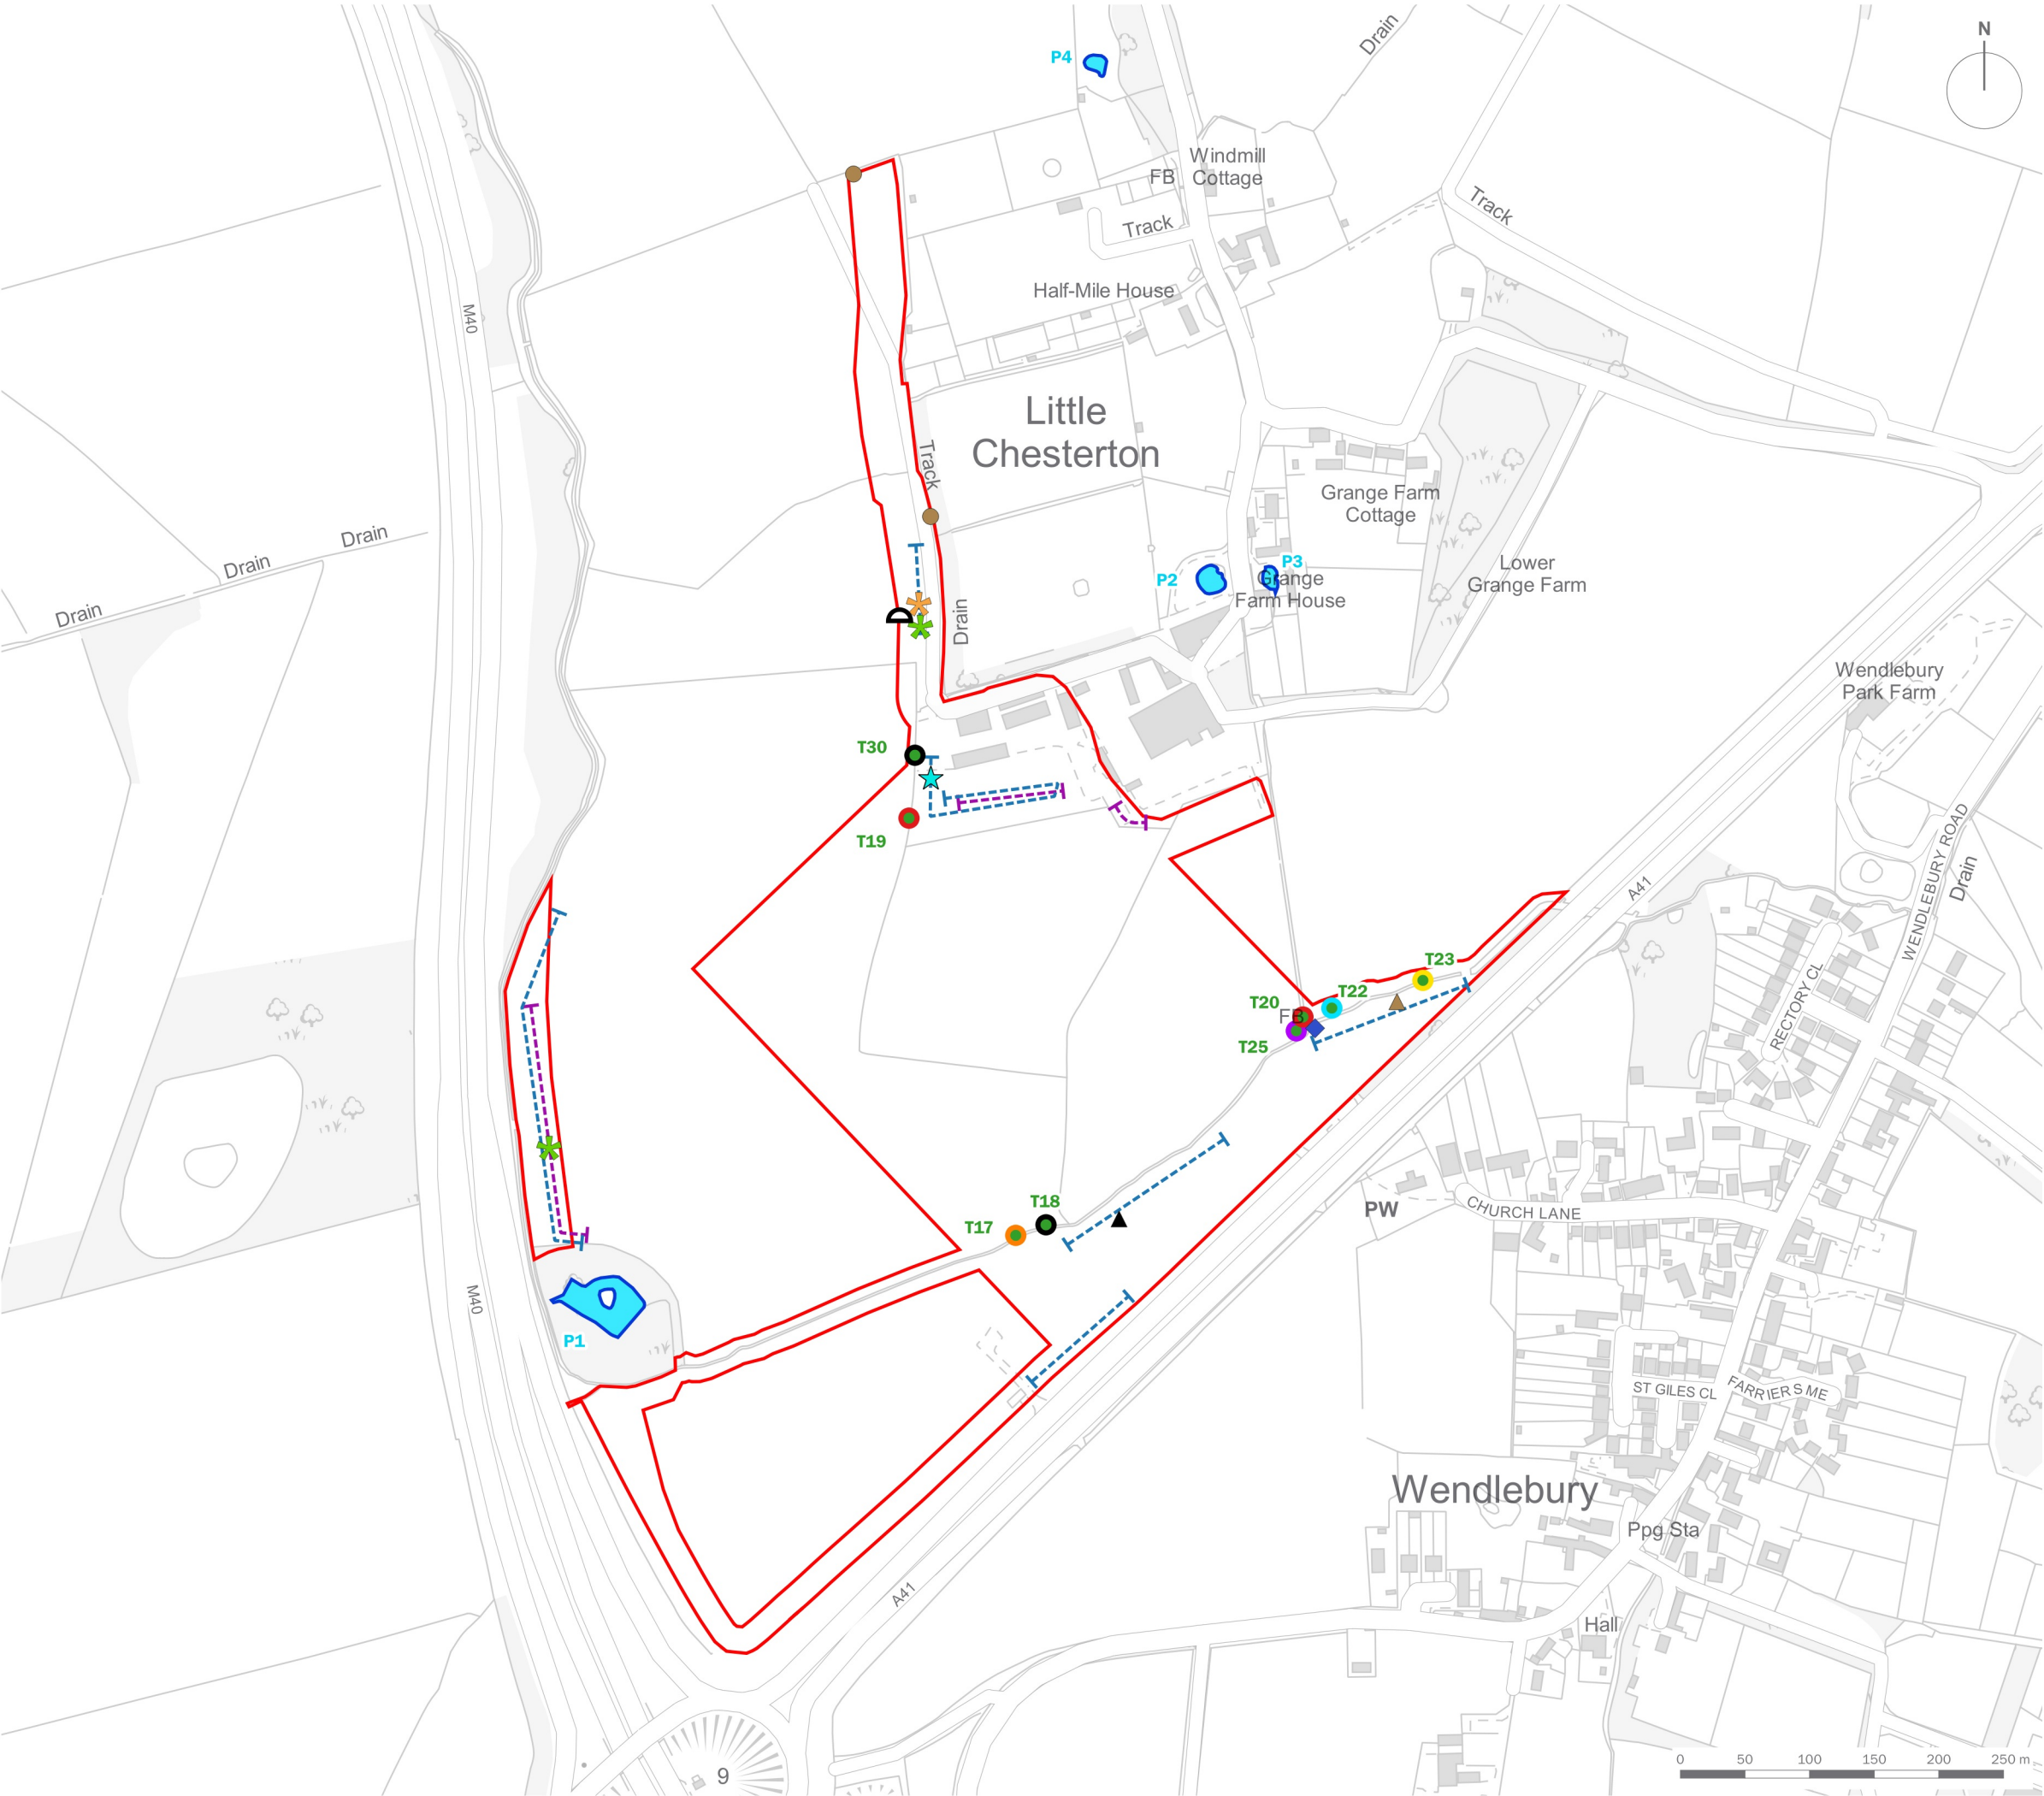 N
P4
Drain
Windmill
Cottage
FB
Track
Track
Half-Mile House
M40
Little
Chesterton
Track
Grange Farm
Cottage
Drain
Drain
Drain
P3
P2
Grange
Farm House
Lower
Grange Farm
Drain
Wendlebury
Park Farm
T30
T19
WENDLEBURY ROAD
Drain
A41
RECTORY CL
T23
T22
T20
FB
T25
T18
T17
PW
CHURCH LANE
M40
P1
ST GILES CL
FARRIERS ME
Wendlebury
Ppg Sta
A41
Hall
9
0 50 100 150 200 250 m